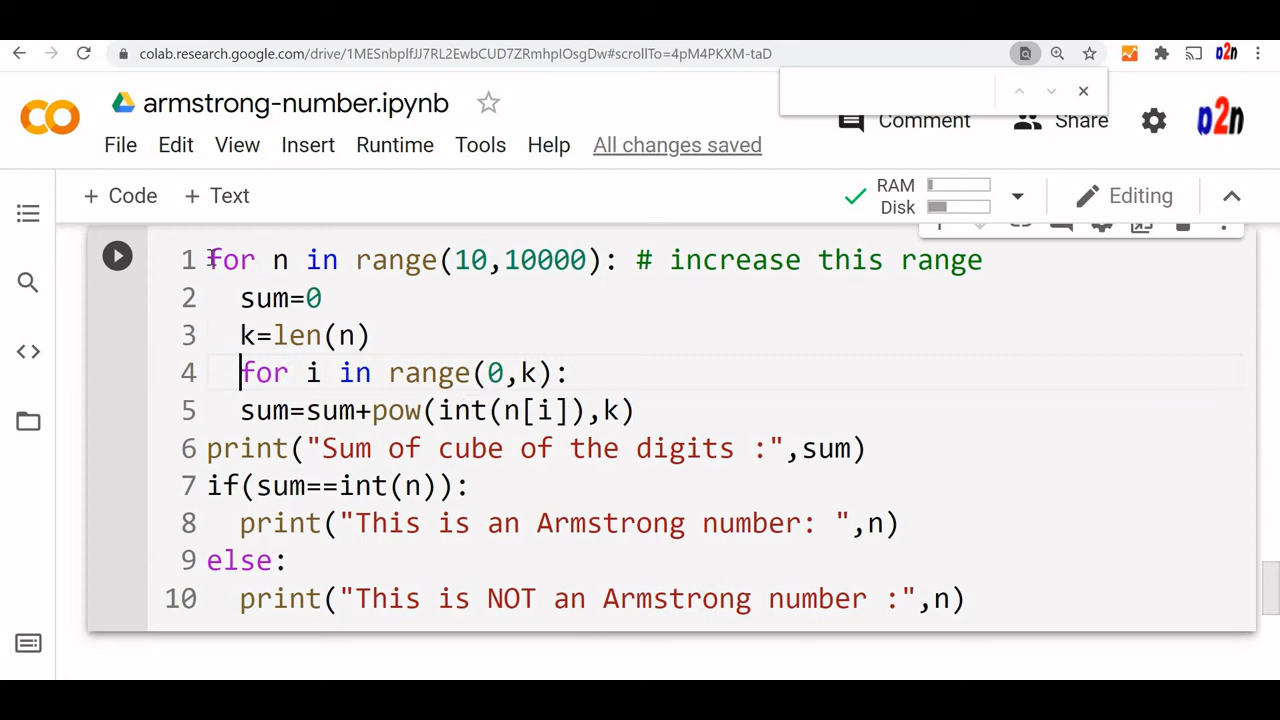 colab.research.google.com/drive/1MESnbplfJJ7RL2EwbCUD7ZRmhpIOsgDw#scrollTo=4pM4PKXM-taD
armstrong-number.ipynb
Comment Share
File Edit View Insert Runtime Tools Help All changes saved
+ Code + Text RAM Disk Editing
1 for n in range(10,10000): # increase this range
2 sum=0
3 k=len(n)
4 for i in range(0,k):
5 sum=sum+pow(int(n[i]),k)
6 print("Sum of cube of the digits :",sum)
7 if(sum==int(n)):
8 print("This is an Armstrong number: ",n)
9 else:
10 print("This is NOT an Armstrong number :",n)